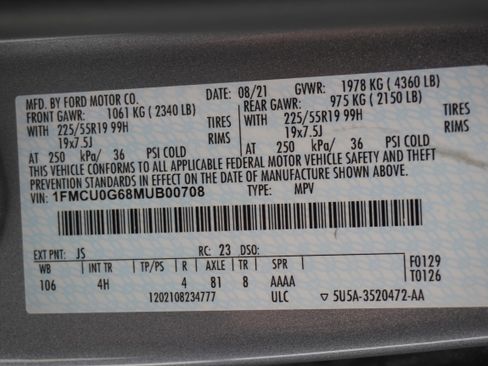 MFD. BY FORD MOTOR CO. DATE: 08/21 GVWR: 1978 KG ( 4360 LB)
FRONT GAWR: 1061 KG ( 2340 LB) REAR GAWR: 975 KG ( 2150 LB)
WITH 225/55R19 99H TIRES WITH 225/55R19 99H TIRES
19x7.5J RIMS 19x7.5J RIMS
AT 250 kPa/ 36 PSI COLD AT 250 kPa/ 36 PSI COLD
THIS VEHICLE CONFORMS TO ALL APPLICABLE FEDERAL MOTOR VEHICLE SAFETY AND THEFT
PREVENTION STANDARDS IN EFFECT ON THE DATE OF MANUFACTURE SHOWN ABOVE.
VIN: 1FMCU0G68MUB00708 TYPE: MPV
EXT PNT: JS RC: 23 DSO:
WB INT TR TP/PS R AXLE TR SPR F0129
106 4H 4 81 8 AAAA T0126
1202108234777 ULC ▽ 5U5A-3520472-AA